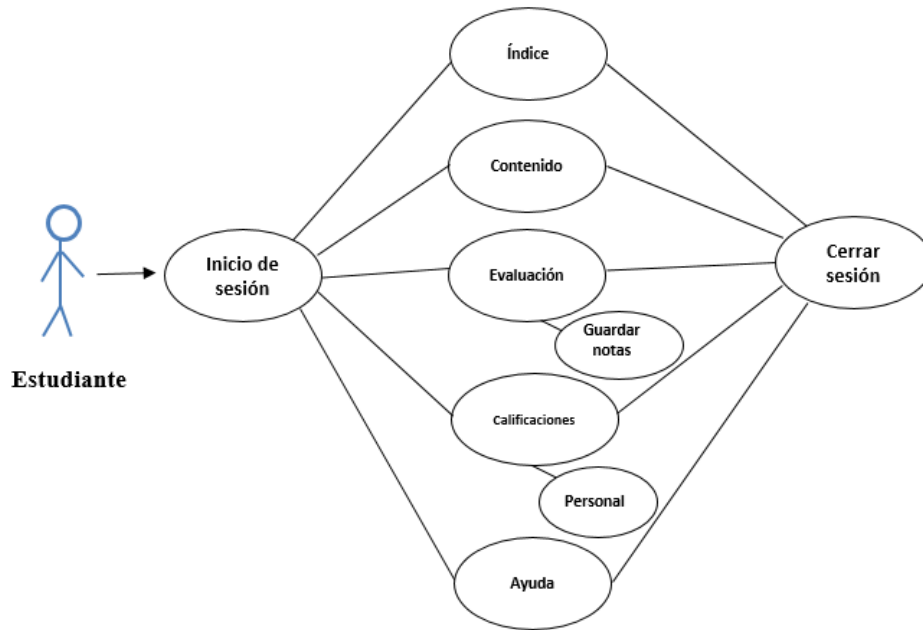 Índice
Contenido
Inicio de
sesión
Evaluación
Cerrar
sesión
Guardar
notas
Estudiante
Calificaciones
Personal
Ayuda